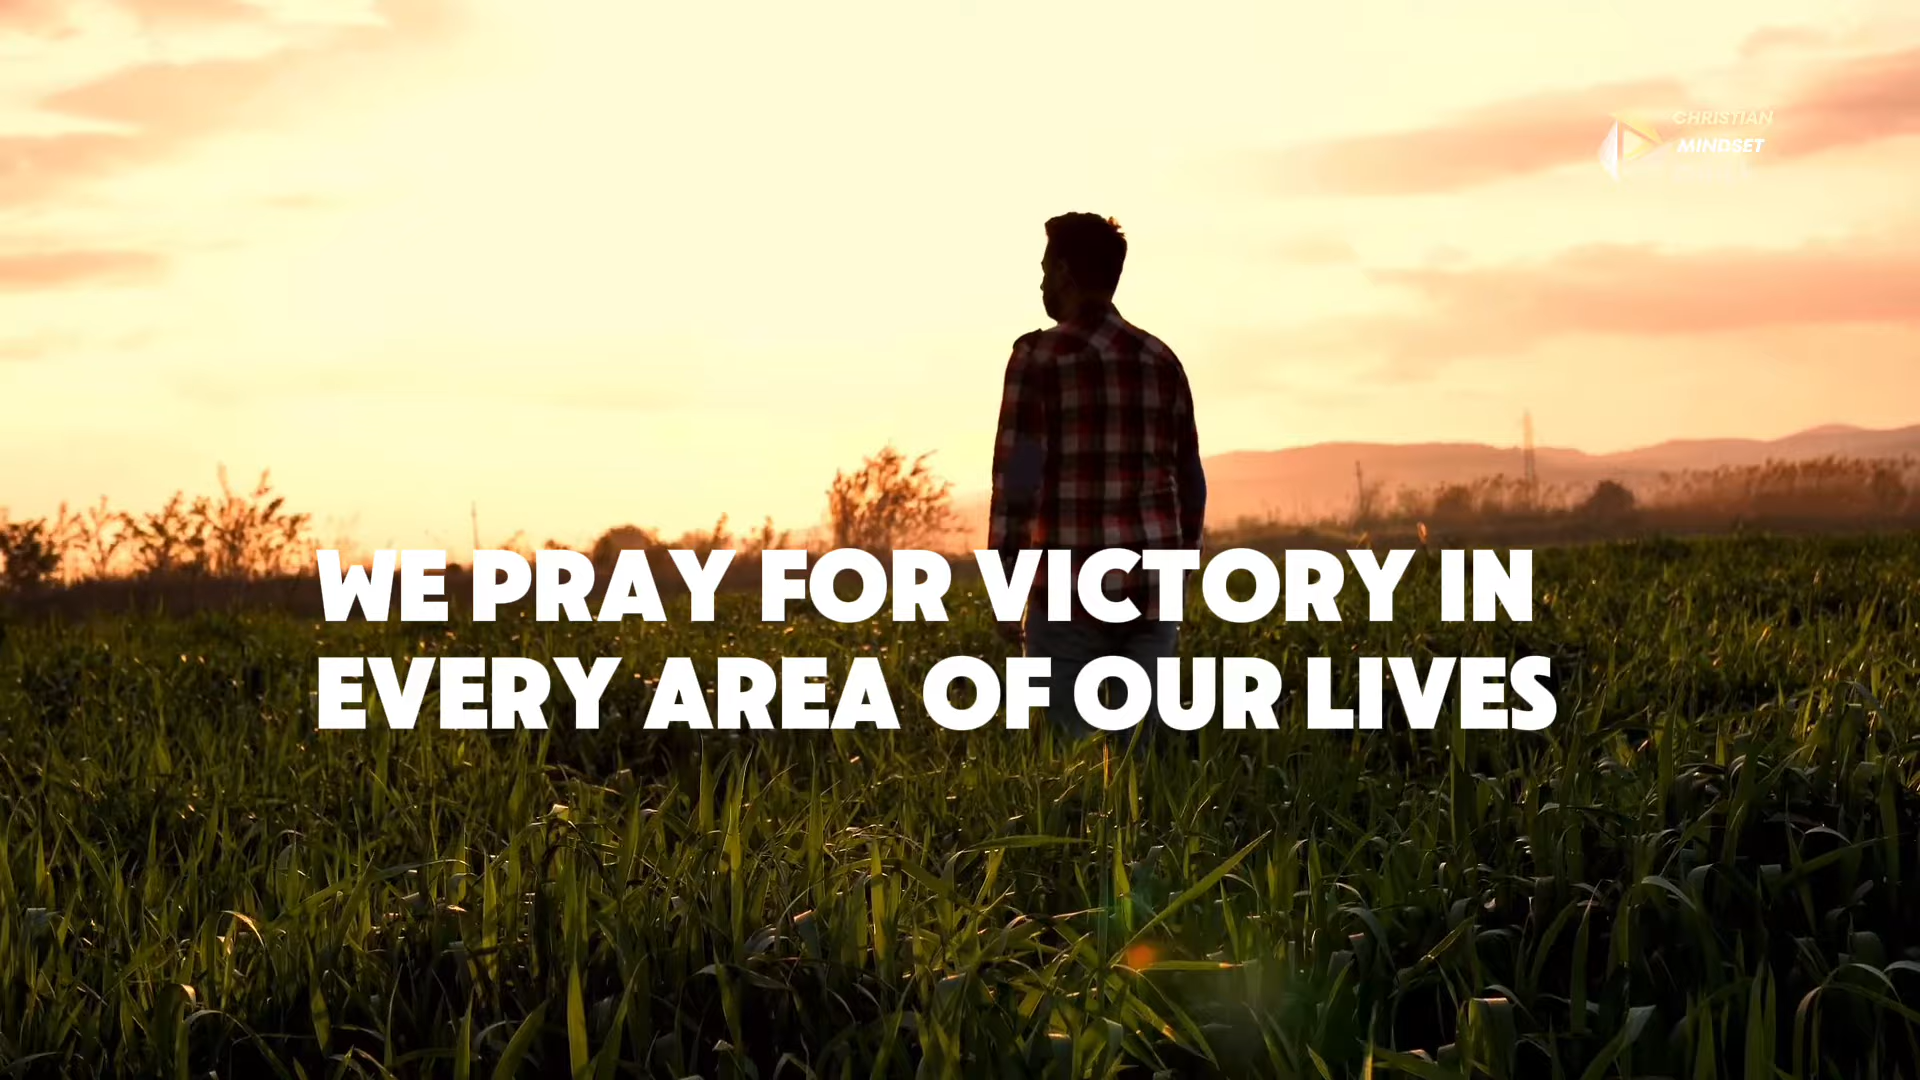 CHRISTIAN
MINDSET
WE PRAY FOR VICTORY IN
EVERY AREA OF OUR LIVES